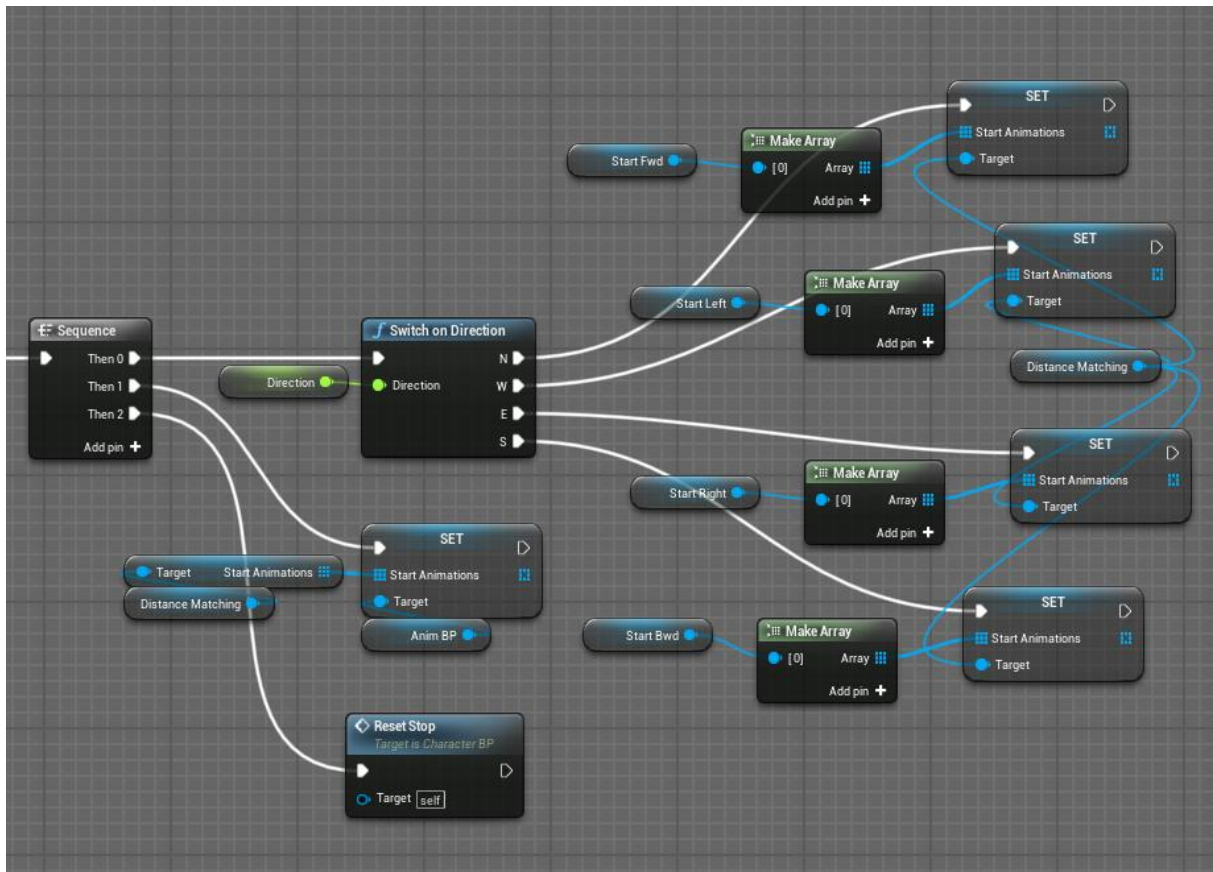 Sequence
Then 0
Then 1
Then 2
Add pin +
Direction
Switch on Direction
Direction
N
W
E
S
Start Fwd
Make Array
[0] Array
Add pin +
SET
Start Animations
Target
Start Left
Make Array
[0] Array
Add pin +
SET
Start Animations
Target
Distance Matching
Start Right
Make Array
[0] Array
Add pin +
SET
Start Animations
Target
Start Bwd
Make Array
[0] Array
Add pin +
SET
Start Animations
Target
Target Start Animations
Distance Matching
SET
Start Animations
Target
Anim BP
Reset Stop
Target is Character BP
Target self